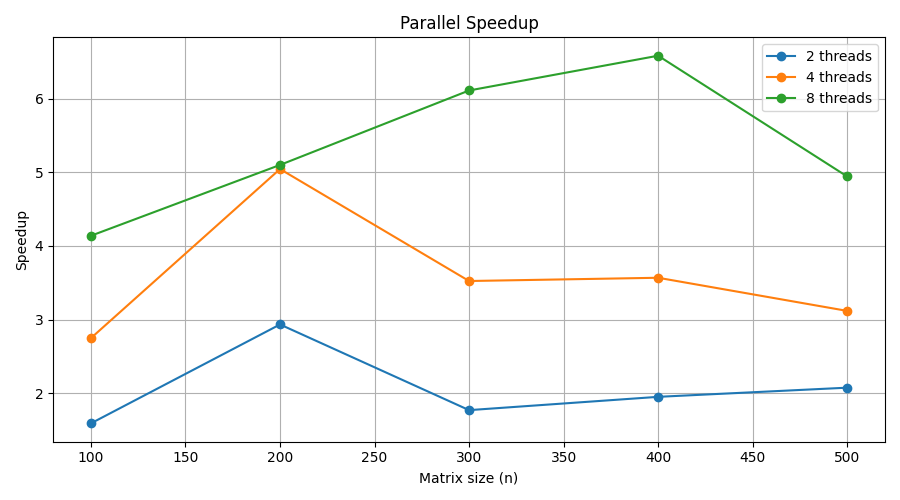 Parallel Speedup
2 threads
4 threads
8 threads
Speedup
6
5
4
3
2
100 150 200 250 300 350 400 450 500
Matrix size (n)